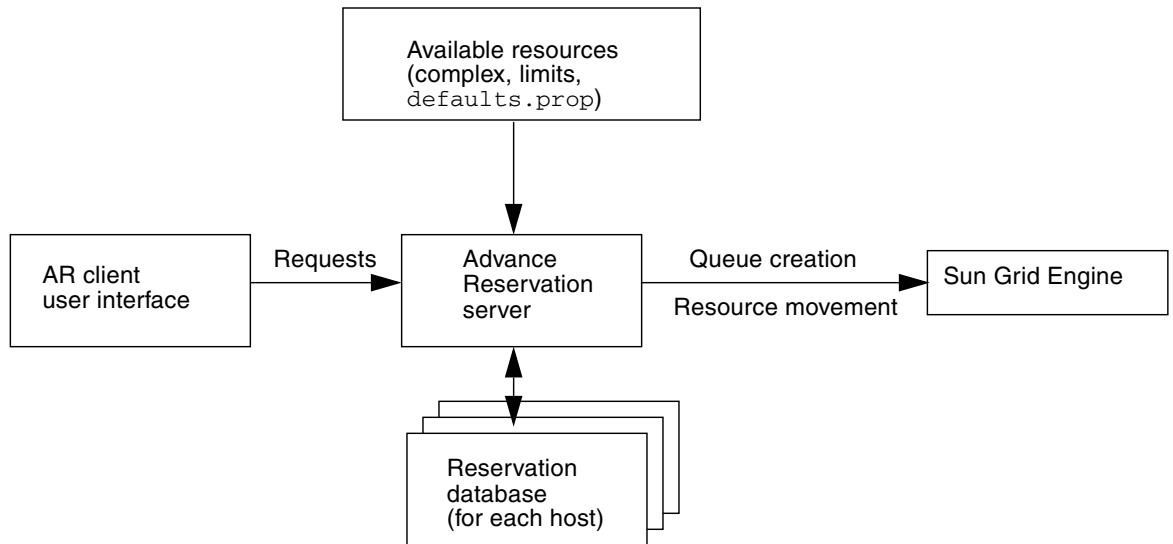 Available resources
(complex, limits,
defaults.prop)
AR client
user interface
Requests
Advance
Reservation
server
Queue creation
Resource movement
Sun Grid Engine
Reservation
database
(for each host)